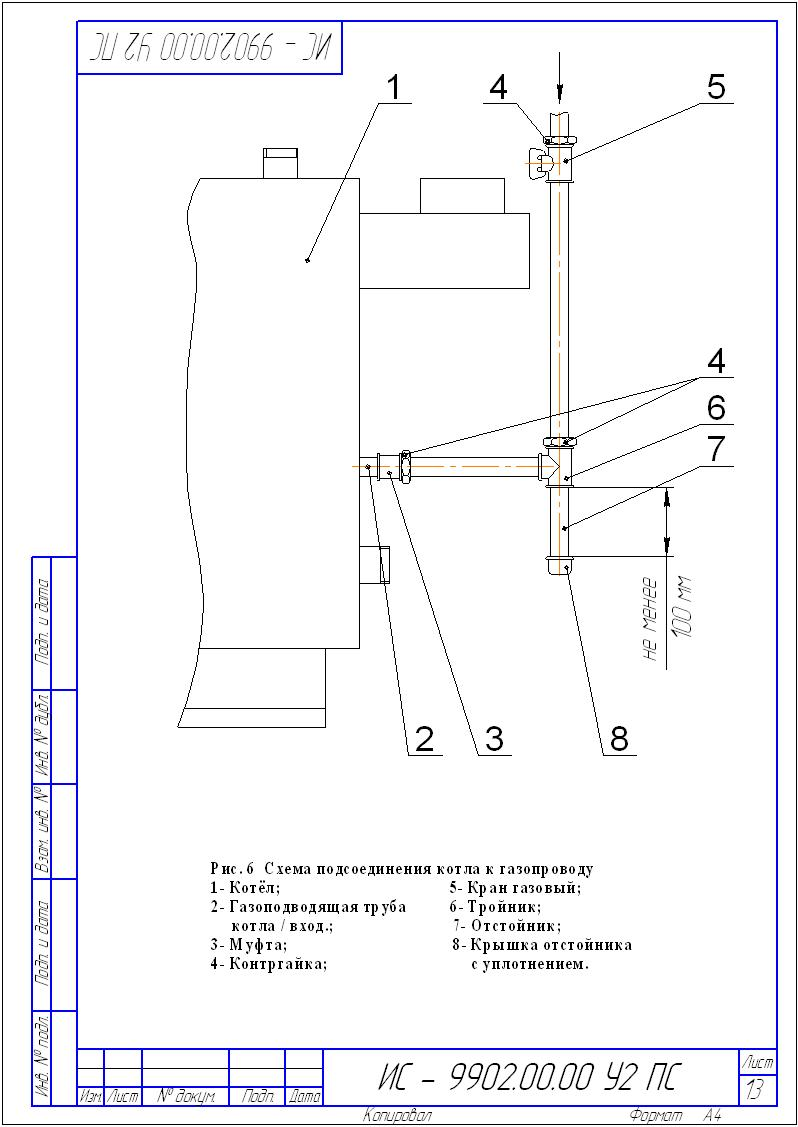 ИС - 9902.00.00 У2 ПС
1
4
5
4
6
7
не менее
100 мм
2
3
8
Рис. 6 Схема подсоединения котла к газопроводу
1- Котёл;
2- Газоподводящая труба
котла / вход.;
3- Муфта;
4- Контргайка;
5- Кран газовый;
6- Тройник;
7- Отстойник;
8- Крышка отстойника
с уплотнением.
Подп. и дата
Инв. № дубл.
Взам. инв. №
Подп. и дата
Инв. № подл.
Изм. Лист № докум. Подп. Дата
ИС - 9902.00.00 У2 ПС
Лист
13
Копировал Формат А4